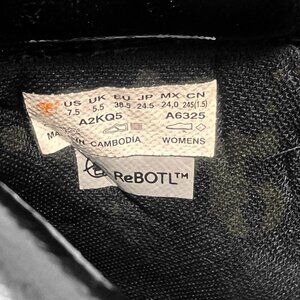 US UK EU JP MX CN
7.5 5.5 38.5 24.5 24,0 245(1.5)
A2KQ5 A6325
IN CAMBODIA WOMENS
ReBOTL™